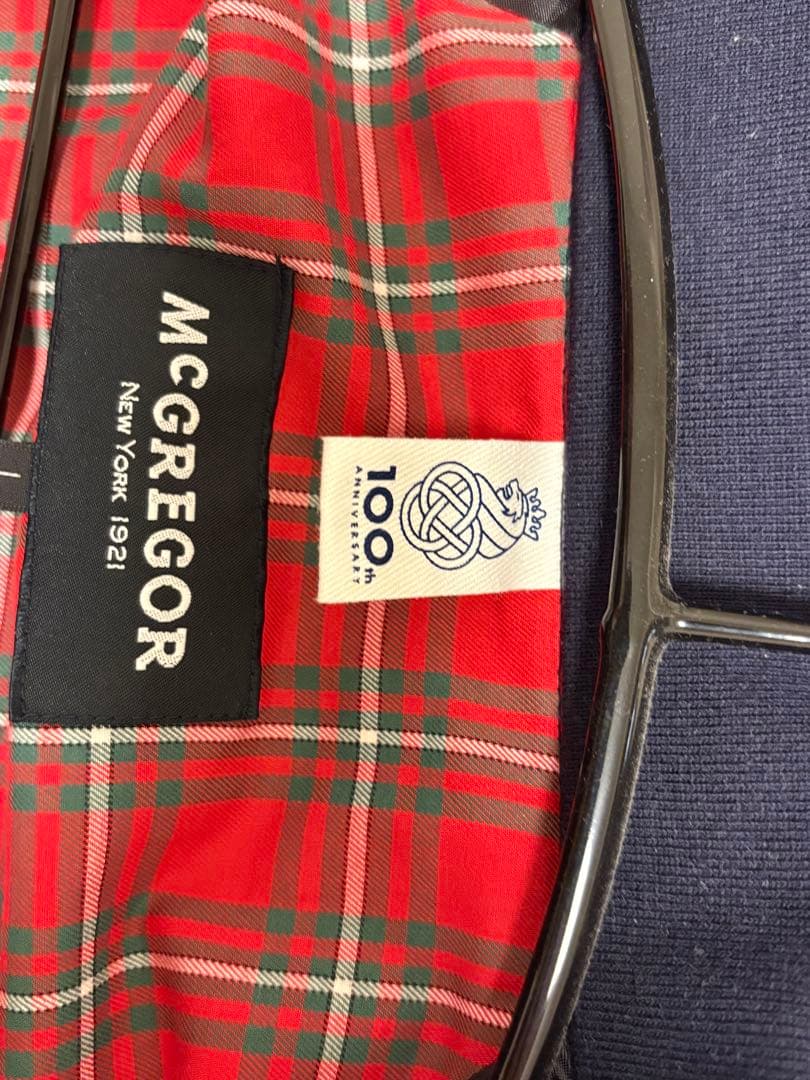 McGREGOR
NEW YORK 1921
100th
ANNIVERSARY